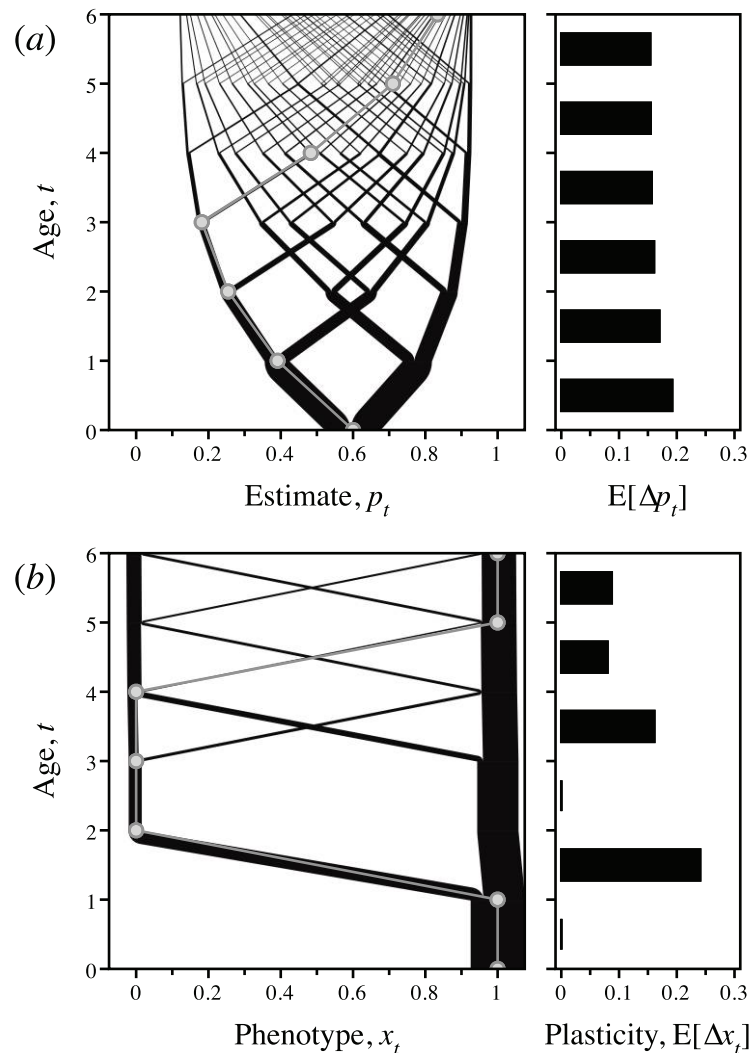 (a)
Age, t
6
5
4
3
2
1
0
0 0.2 0.4 0.6 0.8 1
Estimate, p_t
0 0.1 0.2 0.3
E[Δp_t]
(b)
Age, t
6
5
4
3
2
1
0
0 0.2 0.4 0.6 0.8 1
Phenotype, x_t
0 0.1 0.2 0.3
Plasticity, E[Δx_t]